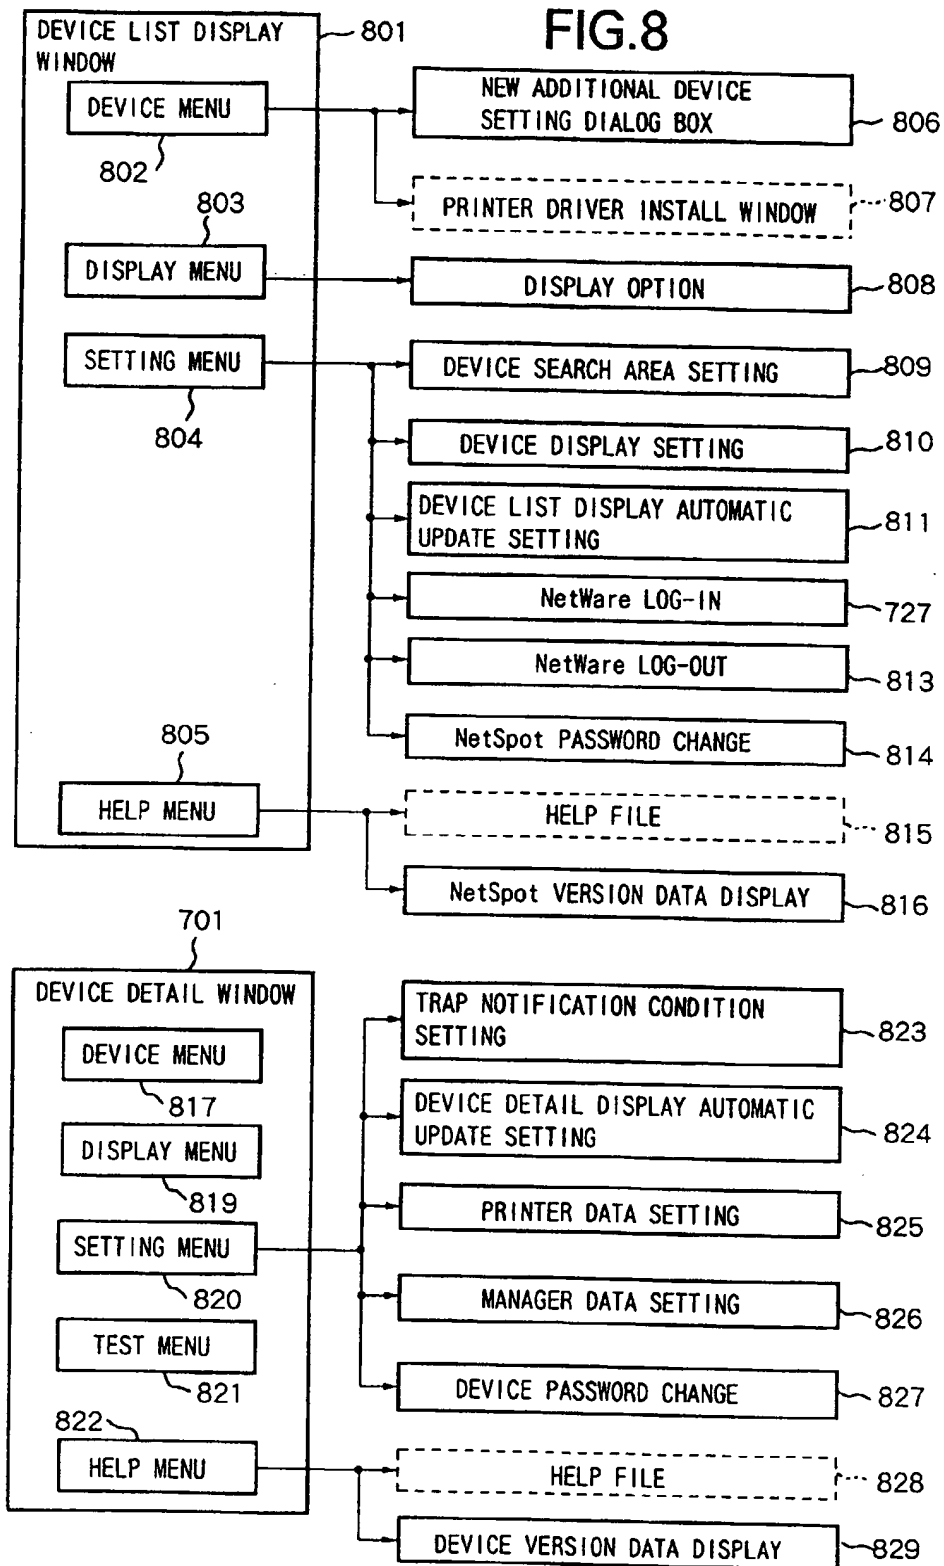 FIG.8
DEVICE LIST DISPLAY
WINDOW
801
DEVICE MENU
802
NEW ADDITIONAL DEVICE
SETTING DIALOG BOX
806
PRINTER DRIVER INSTALL WINDOW
807
803
DISPLAY MENU
DISPLAY OPTION
808
SETTING MENU
804
DEVICE SEARCH AREA SETTING
809
DEVICE DISPLAY SETTING
810
DEVICE LIST DISPLAY AUTOMATIC
UPDATE SETTING
811
NetWare LOG-IN
727
NetWare LOG-OUT
813
NetSpot PASSWORD CHANGE
814
805
HELP MENU
HELP FILE
815
NetSpot VERSION DATA DISPLAY
816
701
DEVICE DETAIL WINDOW
DEVICE MENU
817
DISPLAY MENU
819
SETTING MENU
820
TEST MENU
821
822
HELP MENU
TRAP NOTIFICATION CONDITION
SETTING
823
DEVICE DETAIL DISPLAY AUTOMATIC
UPDATE SETTING
824
PRINTER DATA SETTING
825
MANAGER DATA SETTING
826
DEVICE PASSWORD CHANGE
827
HELP FILE
828
DEVICE VERSION DATA DISPLAY
829